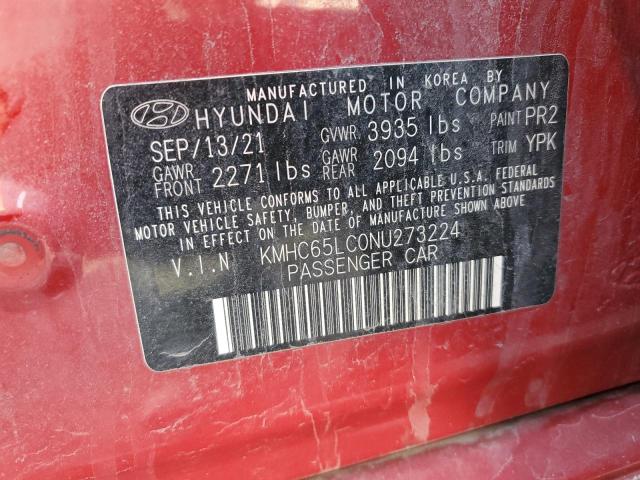 MANUFACTURED IN KOREA BY
HYUNDAI MOTOR COMPANY
SEP/13/21 GVWR 3935 lbs PAINT PR2
GAWR FRONT 2271 lbs GAWR REAR 2094 lbs TRIM YPK
THIS VEHICLE CONFORMS TO ALL APPLICABLE U.S.A. FEDERAL
MOTOR VEHICLE SAFETY, BUMPER, AND THEFT PREVENTION STANDARDS
IN EFFECT ON THE DATE OF MANUFACTURE SHOWN ABOVE
V.I.N KMHC65LC0NU273224
PASSENGER CAR